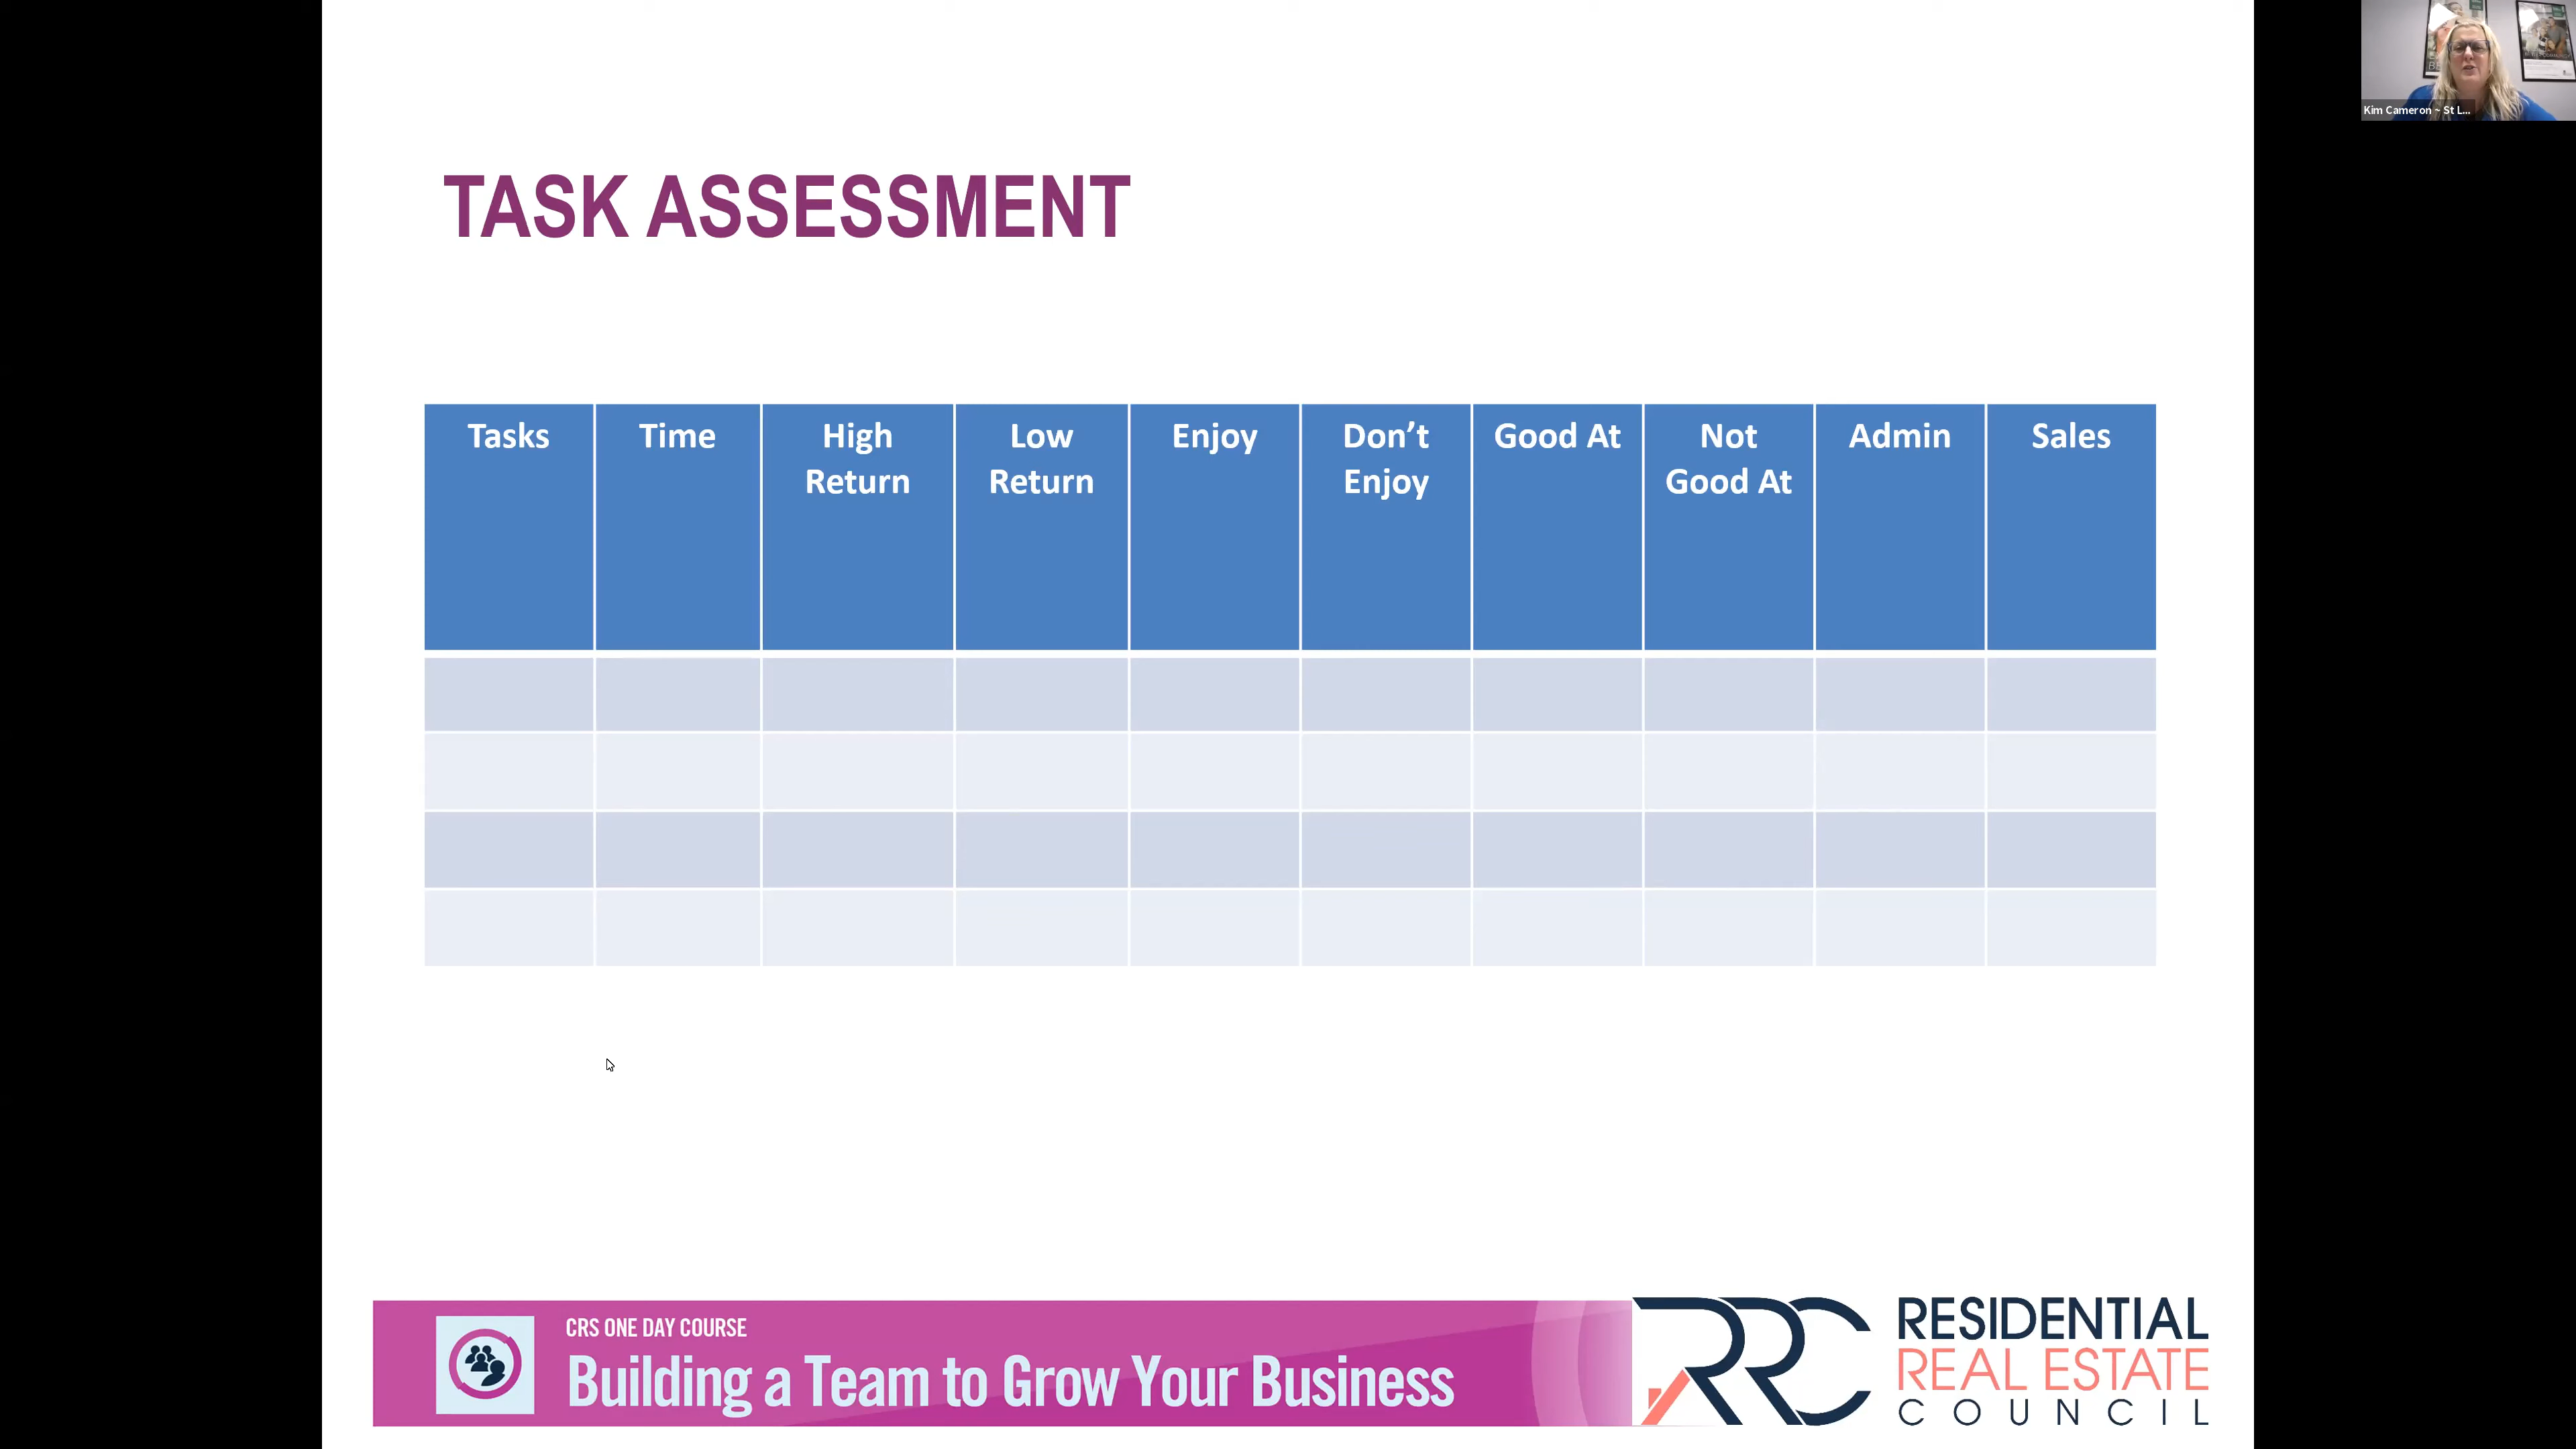 Kim Cameron ~ St L...
TASK ASSESSMENT
Tasks
Time
High
Return
Low
Return
Enjoy
Don’t
Enjoy
Good At
Not
Good At
Admin
Sales
CRS ONE DAY COURSE
Building a Team to Grow Your Business
RRC
RESIDENTIAL
REAL ESTATE
COUNCIL